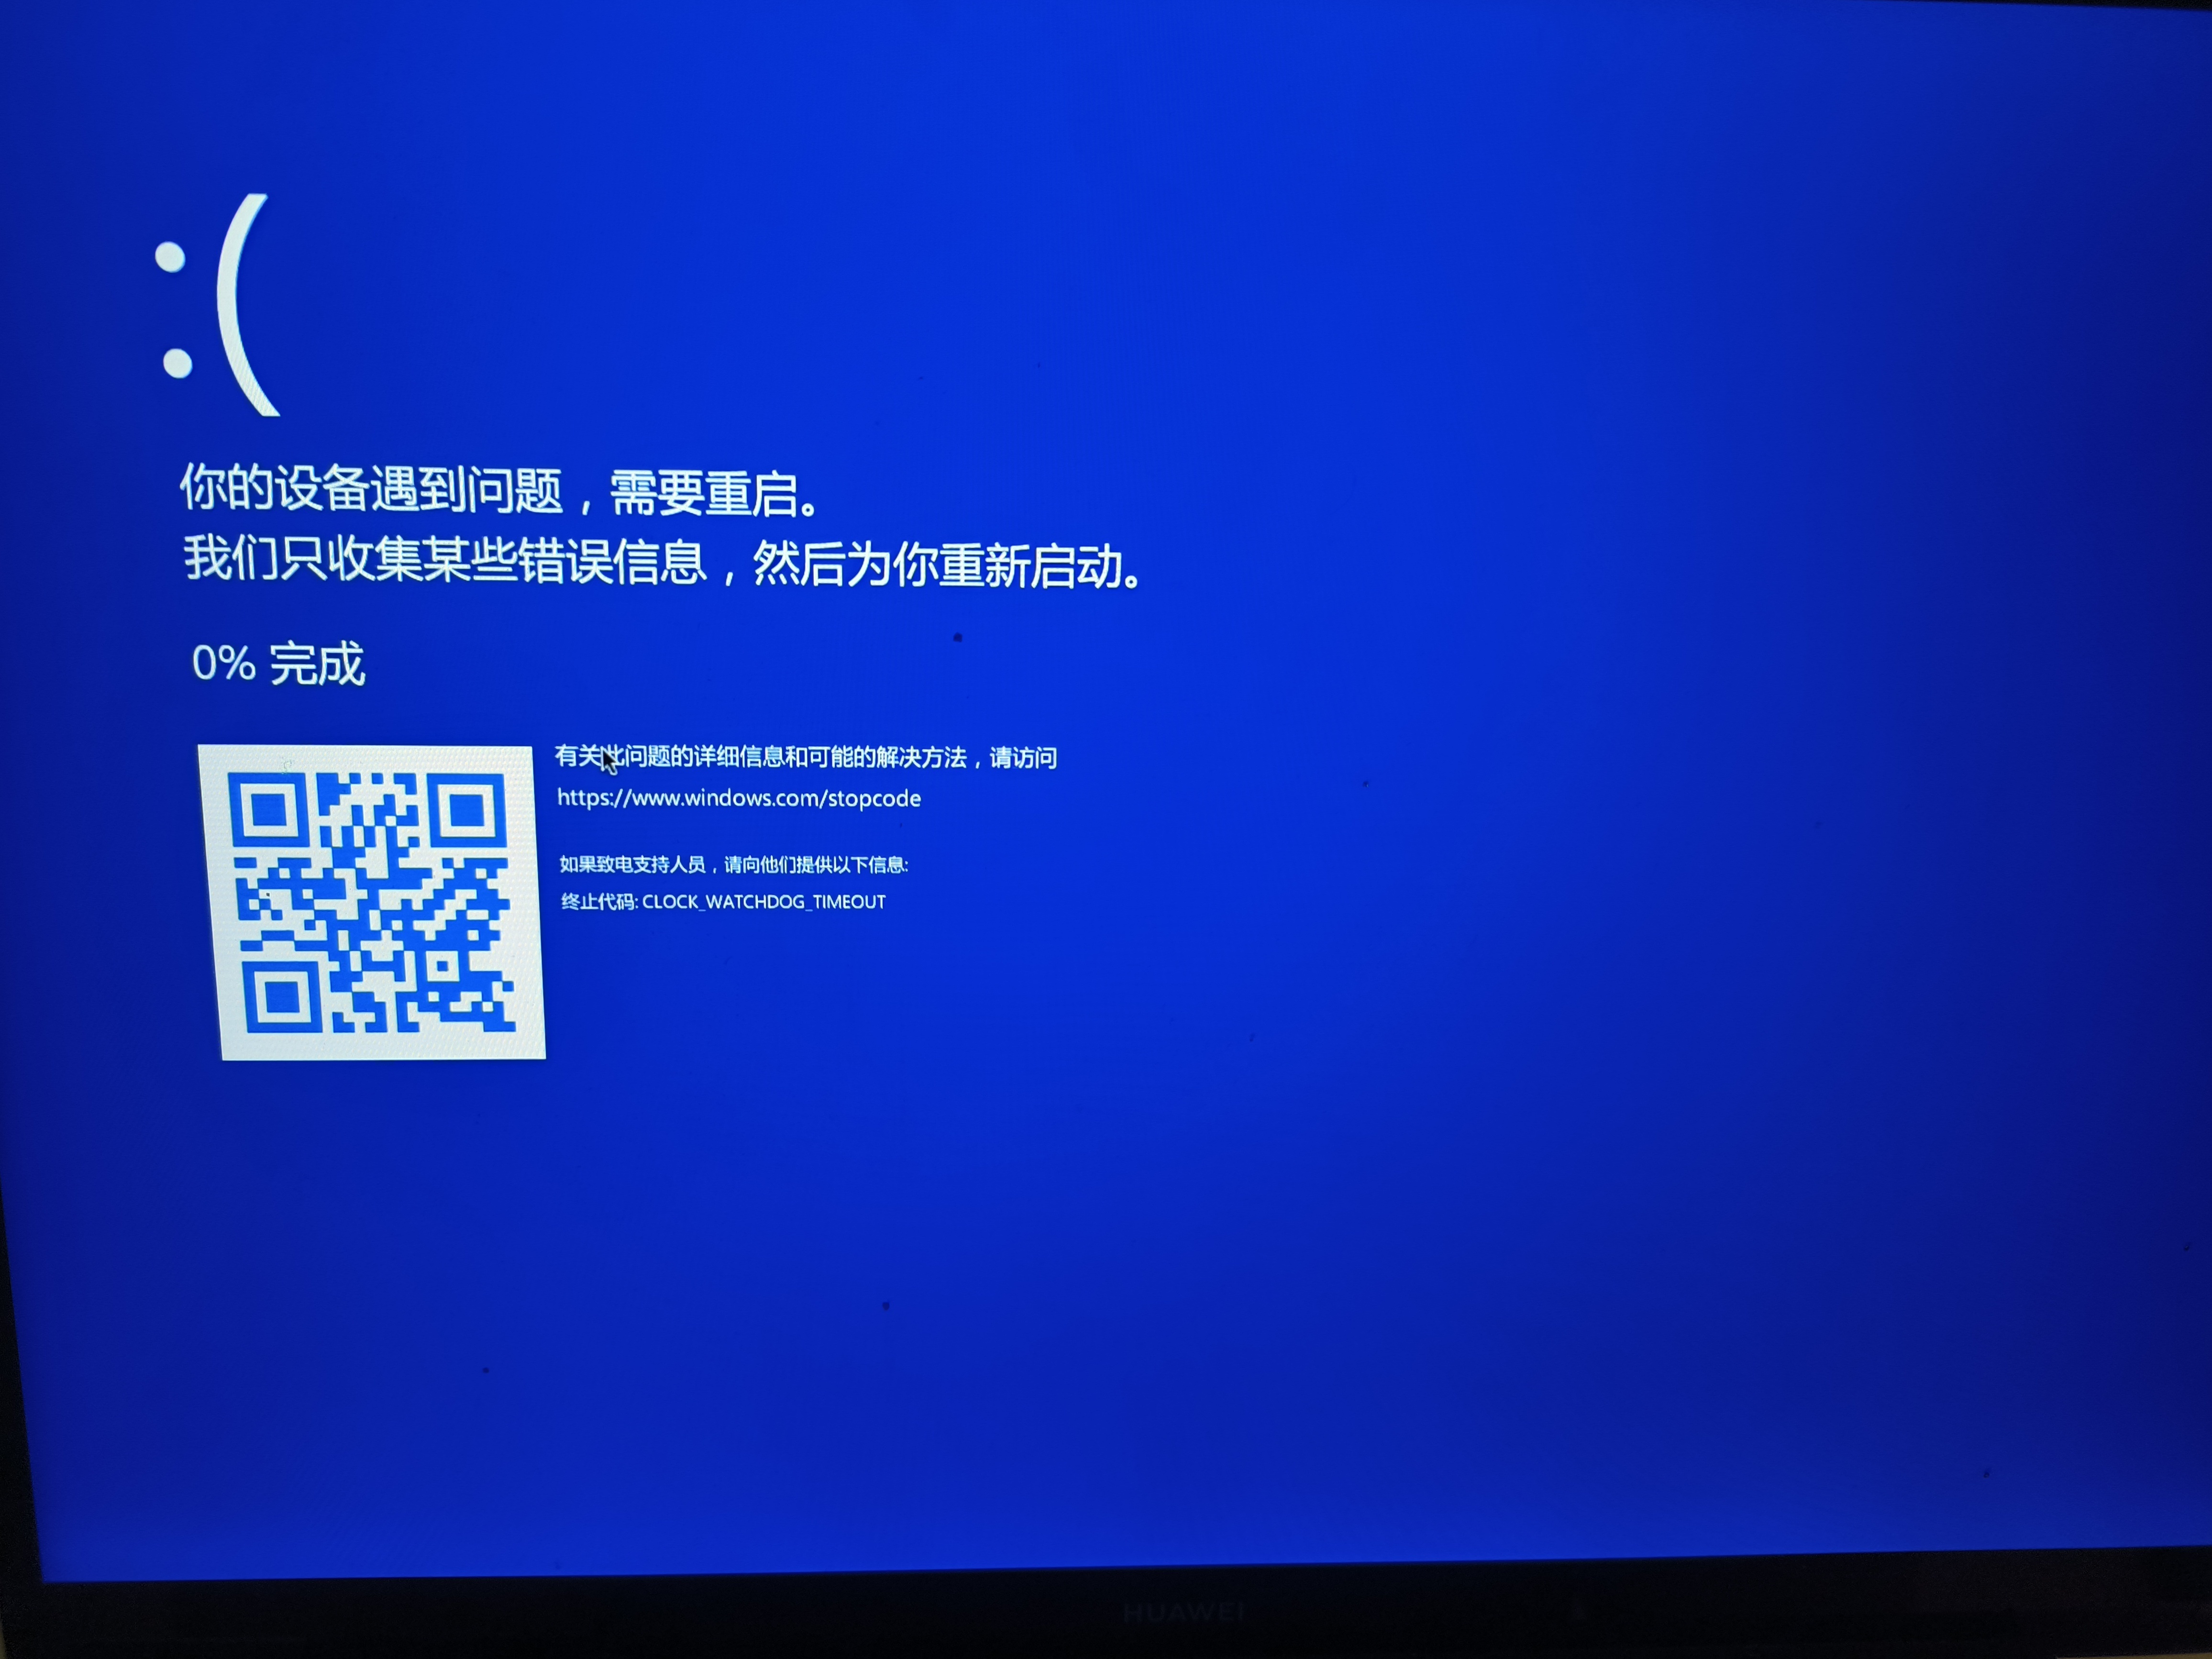 :(
你的设备遇到问题，需要重启。
我们只收集某些错误信息，然后为你重新启动。
0% 完成
有关此问题的详细信息和可能的解决方法，请访问
https://www.windows.com/stopcode
如果致电支持人员，请向他们提供以下信息:
终止代码: CLOCK_WATCHDOG_TIMEOUT
HUAWEI